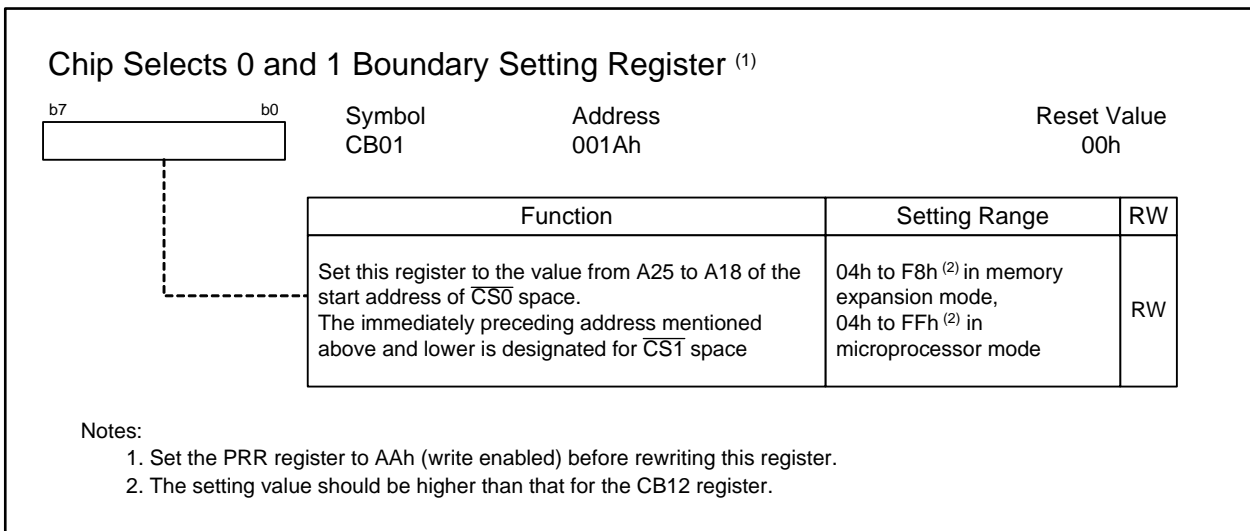 Chip Selects 0 and 1 Boundary Setting Register (1)
b7 b0
Symbol Address Reset Value
CB01 001Ah 00h
Function Setting Range RW
Set this register to the value from A25 to A18 of the
start address of C̅S̅0̅ space.
The immediately preceding address mentioned
above and lower is designated for C̅S̅1̅ space
04h to F8h (2) in memory
expansion mode,
04h to FFh (2) in
microprocessor mode
RW
Notes:
1. Set the PRR register to AAh (write enabled) before rewriting this register.
2. The setting value should be higher than that for the CB12 register.